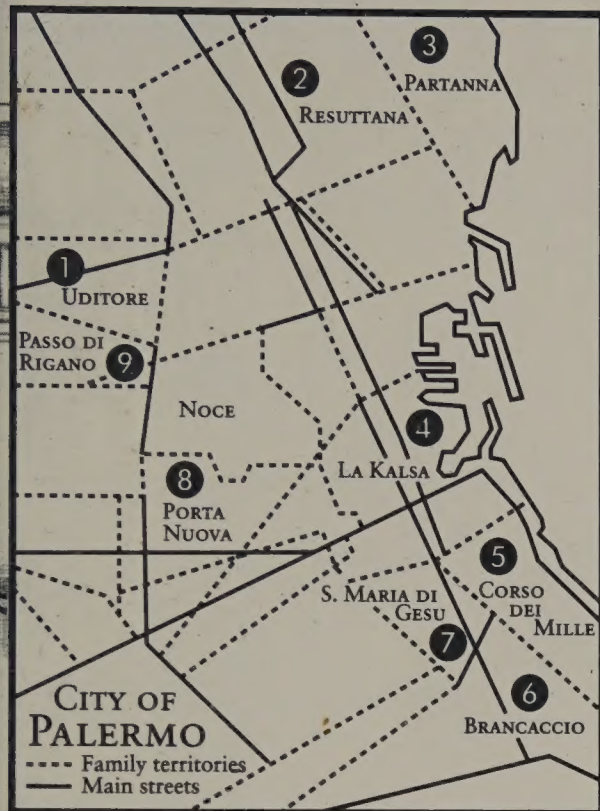 3
PARTANNA
2
RESUTTANA
1
UDITORE
PASSO DI
RIGANO
9
NOCE
4
LA KALSA
8
PORTA
NUOVA
5
CORSO
DEI
MILLE
S. MARIA DI
GESU
7
6
BRANCACCIO
CITY OF
PALERMO
Family territories
Main streets